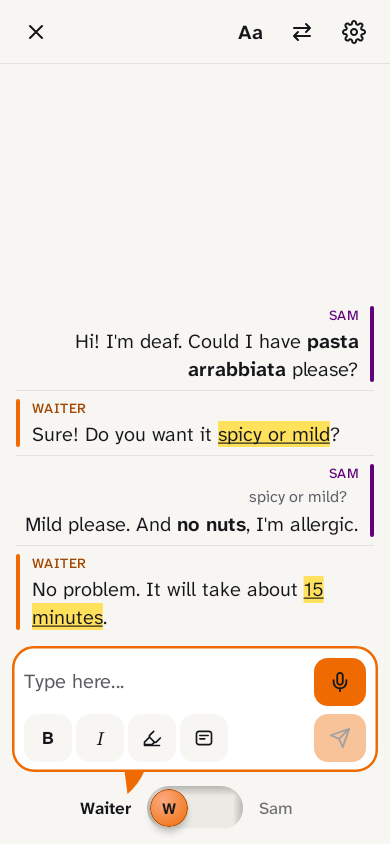 Aa
SAM
Hi! I'm deaf. Could I have pasta
arrabbiata please?
WAITER
Sure! Do you want it spicy or mild?
SAM
spicy or mild?
Mild please. And no nuts, I'm allergic.
WAITER
No problem. It will take about 15
minutes.
Type here...
B I
Waiter W Sam